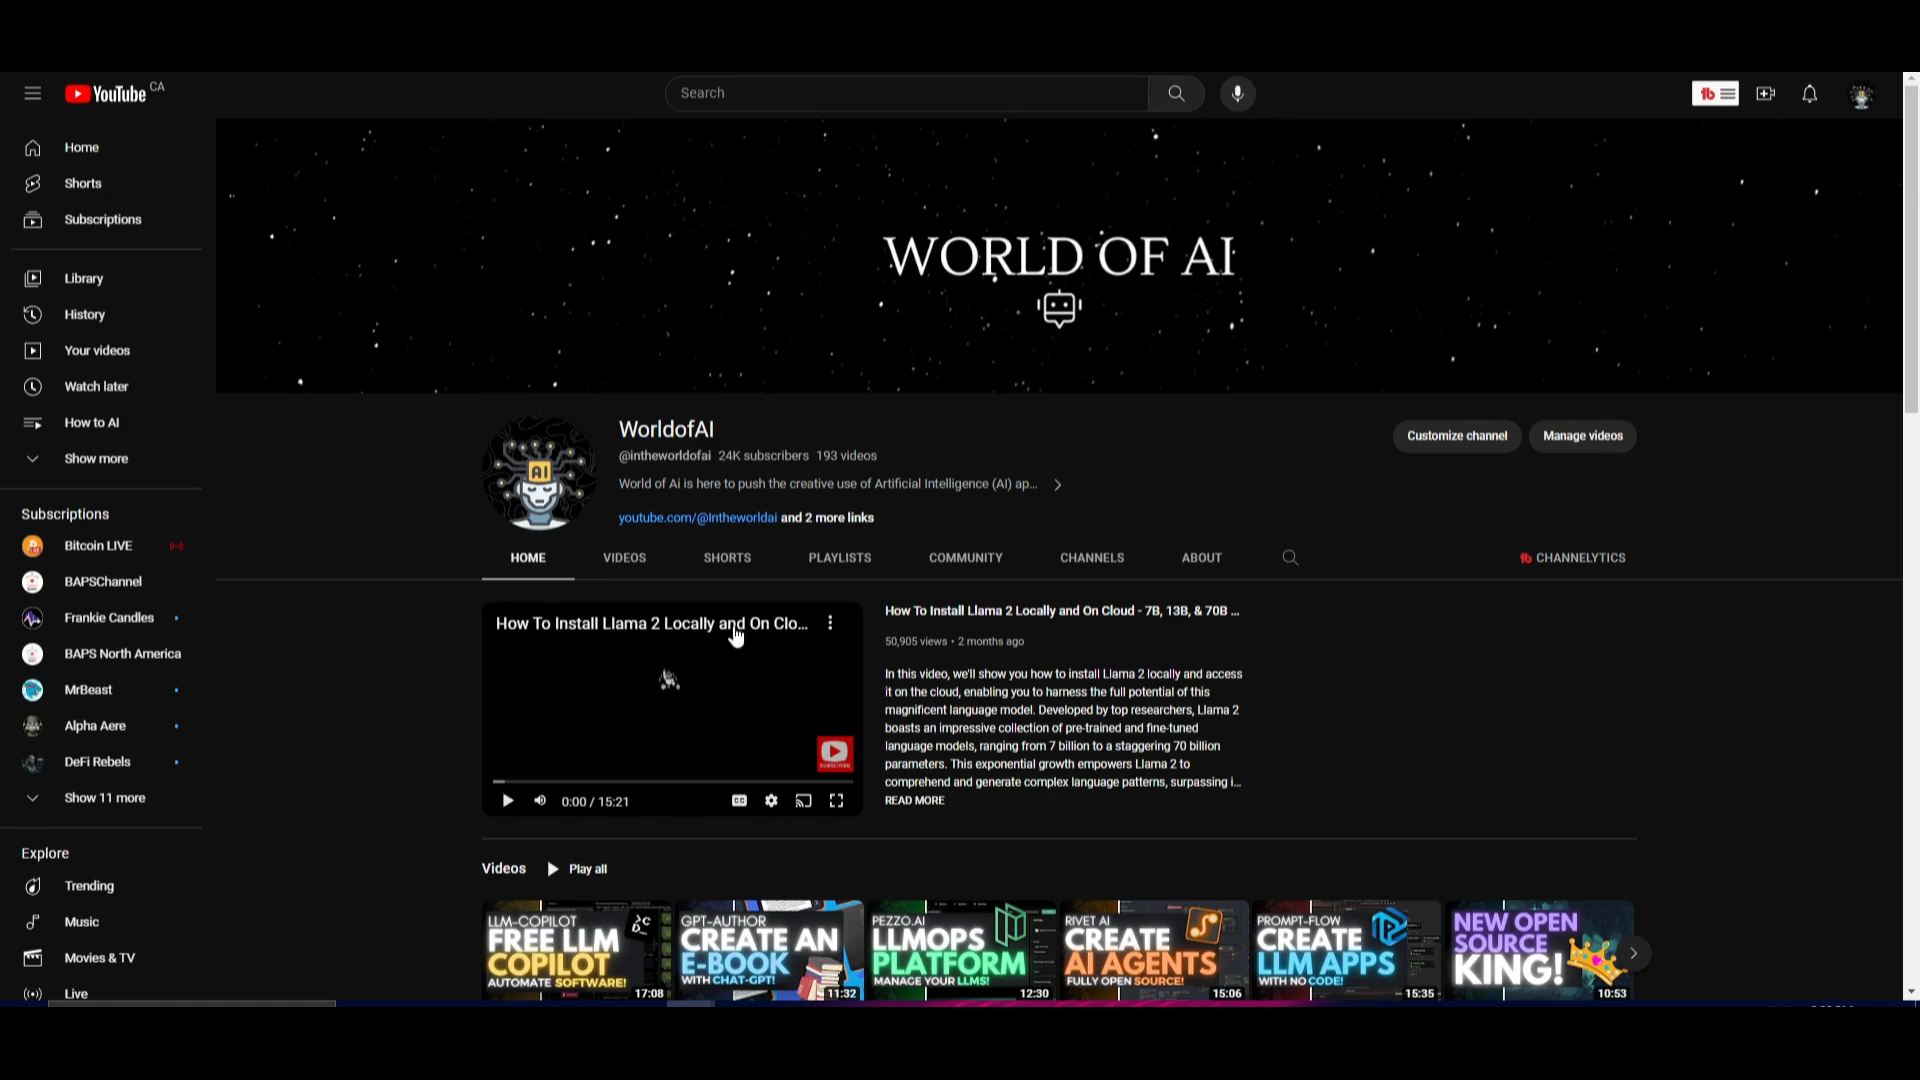 YouTube CA
Search
Home
Shorts
Subscriptions
Library
History
Your videos
Watch later
How to AI
Show more
Subscriptions
Bitcoin LIVE
BAPSChannel
Frankie Candles
BAPS North America
MrBeast
Alpha Aere
DeFi Rebels
Show 11 more
Explore
Trending
Music
Movies & TV
Live
WORLD OF AI
AI
WorldofAI
@intheworldofai 24K subscribers 193 videos
World of Ai is here to push the creative use of Artificial Intelligence (AI) ap...
youtube.com/@Intheworldai and 2 more links
Customize channel
Manage videos
HOME VIDEOS SHORTS PLAYLISTS COMMUNITY CHANNELS ABOUT
CHANNELYTICS
How To Install Llama 2 Locally and On Clo...
SUBSCRIBE
0:00 / 15:21
How To Install Llama 2 Locally and On Cloud - 7B, 13B, & 70B ...
50,905 views • 2 months ago
In this video, we'll show you how to install Llama 2 locally and access
it on the cloud, enabling you to harness the full potential of this
magnificent language model. Developed by top researchers, Llama 2
boasts an impressive collection of pre-trained and fine-tuned
language models, ranging from 7 billion to a staggering 70 billion
parameters. This exponential growth empowers Llama 2 to
comprehend and generate complex language patterns, surpassing i...
READ MORE
Videos
Play all
LLM-COPILOT
FREE LLM
COPILOT
AUTOMATE SOFTWARE!
17:08
GPT-AUTHOR
CREATE AN
E-BOOK
WITH CHAT-GPT!
11:32
PEZZO.AI
LLMOPS
PLATFORM
MANAGE YOUR LLMS!
12:30
RIVET AI
CREATE
AI AGENTS
FULLY OPEN SOURCE!
15:06
PROMPT-FLOW
CREATE
LLM APPS
WITH NO CODE!
15:35
NEW OPEN
SOURCE
KING!
10:53